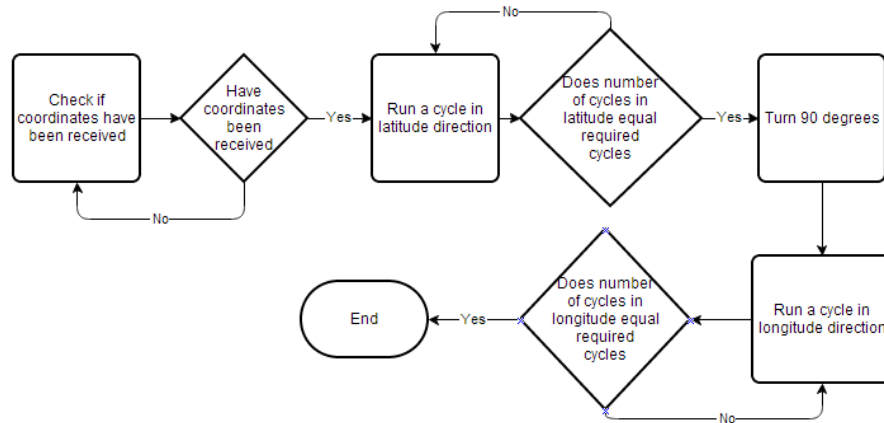 No
Check if
coordinates have
been received
Have
coordinates
been
received
Yes
Run a cycle in
latitude direction
Does number
of cycles in
latitude equal
required
cycles
Yes
Turn 90 degrees
No
End
Yes
Does number
of cycles in
longitude equal
required
cycles
Run a cycle in
longitude direction
No